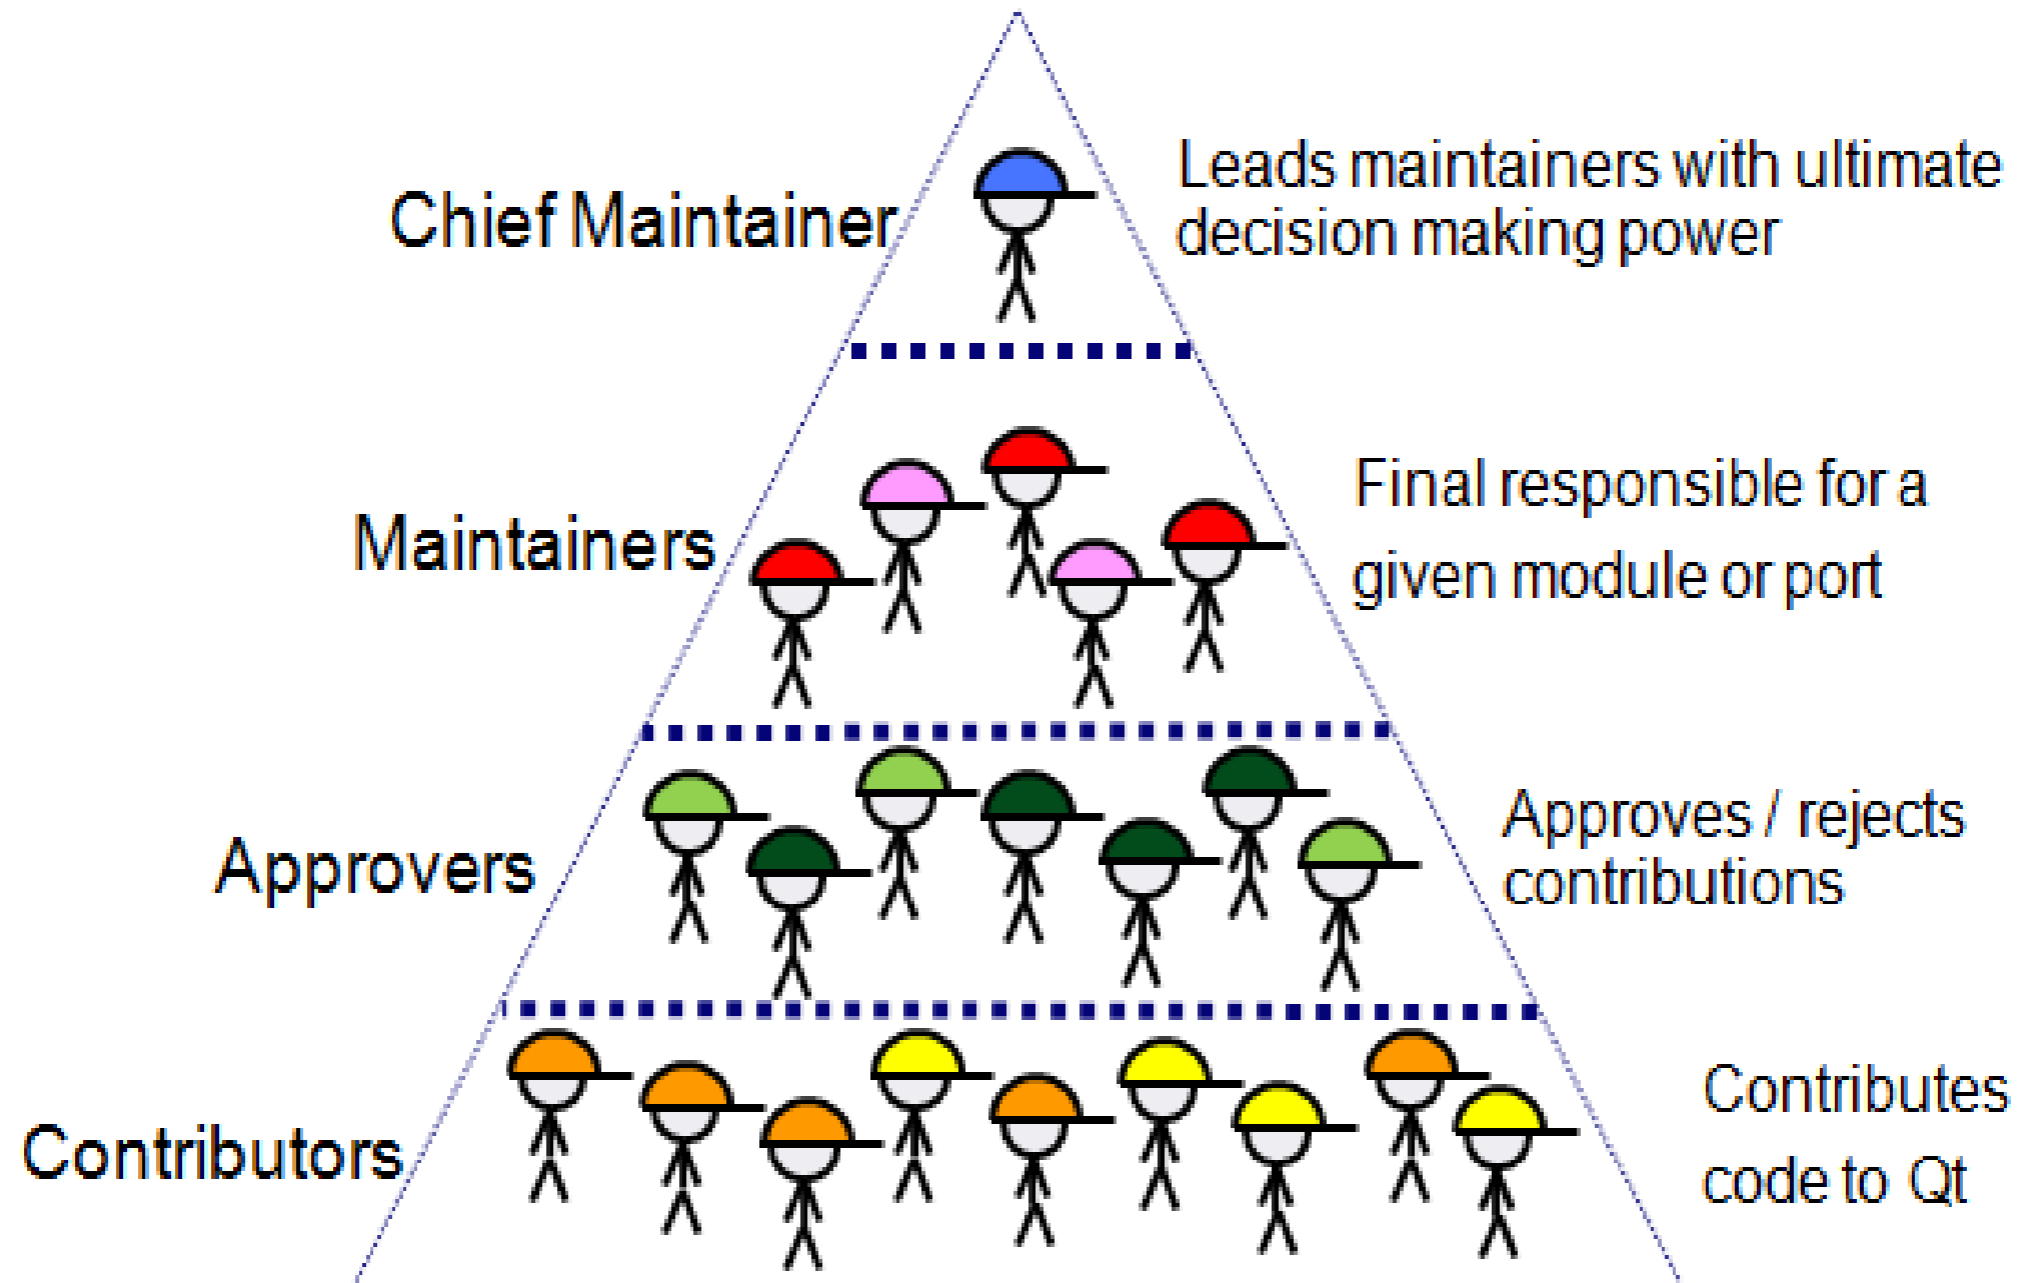 Chief Maintainer
Leads maintainers with ultimate
decision making power
Maintainers
Final responsible for a
given module or port
Approvers
Approves / rejects
contributions
Contributors
Contributes
code to Qt